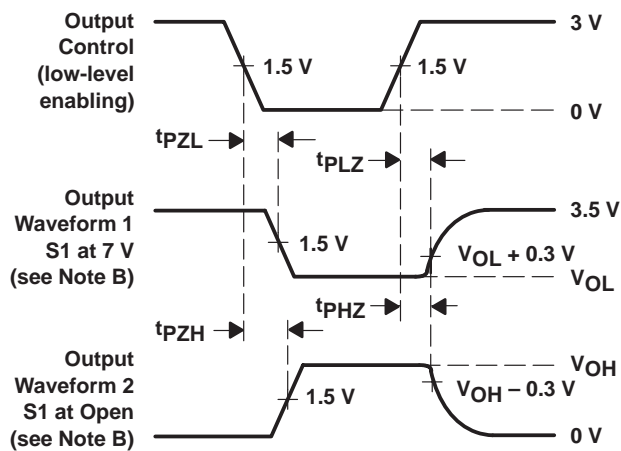 Output
Control
(low-level
enabling)
3 V
1.5 V
1.5 V
0 V
tPZL
tPLZ
Output
Waveform 1
S1 at 7 V
(see Note B)
3.5 V
1.5 V
VOL + 0.3 V
VOL
tPHZ
tPZH
Output
Waveform 2
S1 at Open
(see Note B)
VOH
1.5 V
VOH – 0.3 V
0 V